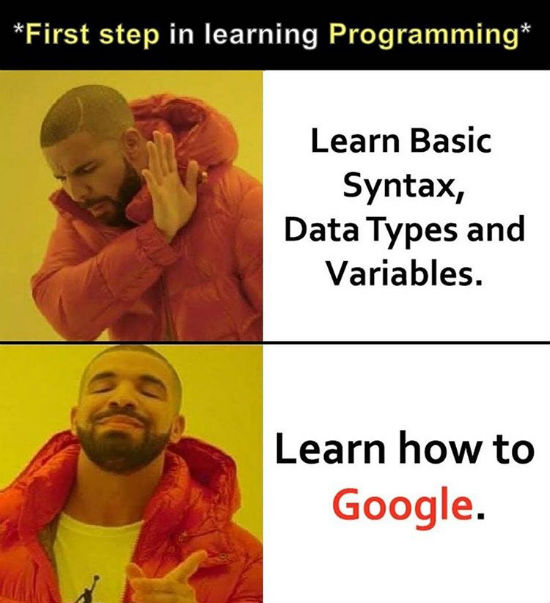 *First step in learning Programming*
Learn Basic
Syntax,
Data Types and
Variables.
Learn how to
Google.